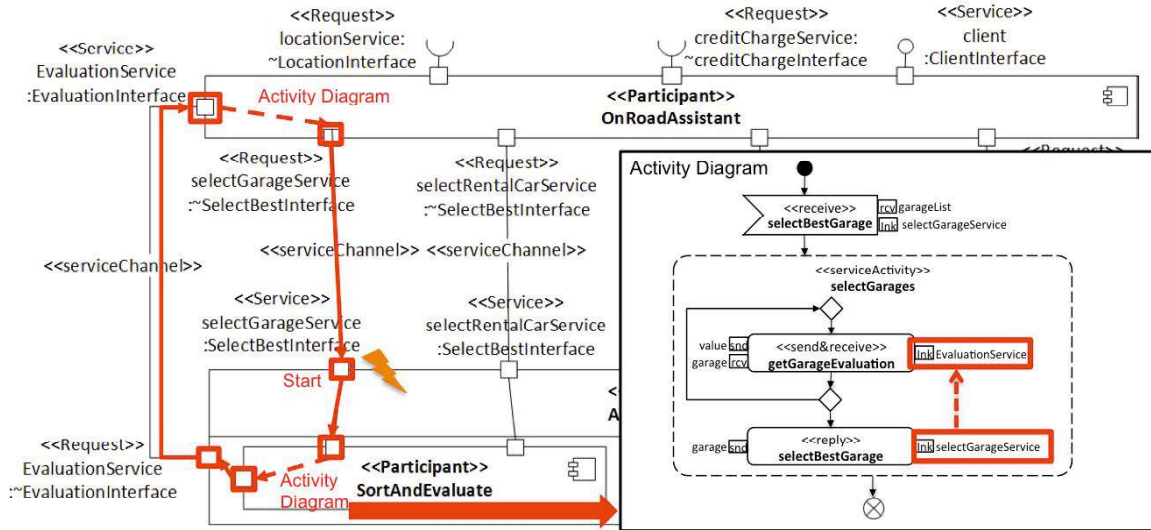 <<Request>>
locationService:
~LocationInterface
<<Request>>
creditChargeService:
~creditChargeInterface
<<Service>>
client
:ClientInterface
<<Service>>
EvaluationService
:EvaluationInterface
Activity Diagram
<<Participant>>
OnRoadAssistant
<<Request>>
selectGarageService
:~SelectBestInterface
<<Request>>
selectRentalCarService
:~SelectBestInterface
<<serviceChannel>>
<<serviceChannel>>
<<serviceChannel>>
<<Service>>
selectGarageService
:SelectBestInterface
<<Service>>
selectRentalCarService
:SelectBestInterface
Start
<<Request>>
EvaluationService
:~EvaluationInterface
Activity
Diagram
<<Participant>>
SortAndEvaluate
Activity Diagram
<<receive>>
selectBestGarage
rcv garageList
lnk selectGarageService
<<serviceActivity>>
selectGarages
value snd
garage rcv
<<send&receive>>
getGarageEvaluation
lnk EvaluationService
garage snd
<<reply>>
selectBestGarage
lnk selectGarageService